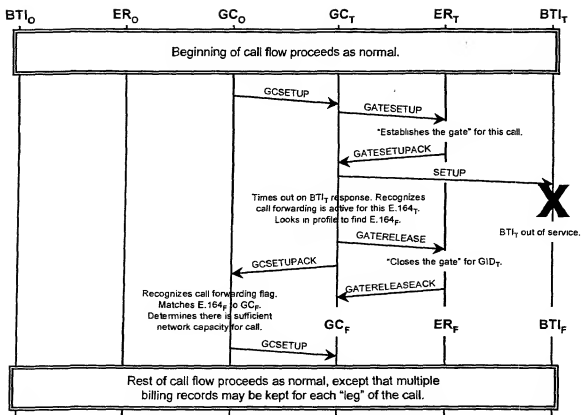 BTIO ERO GCO GCT ERT BTIT
Beginning of call flow proceeds as normal.
GCSETUP
GATESETUP
"Establishes the gate" for this call.
GATESETUPACK
SETUP
Times out on BTIT response. Recognizes
call forwarding is active for this E.164T.
Looks in profile to find E.164F.
X
BTIT out of service.
GATERELEASE
GCSETUPACK
"Closes the gate" for GIDT.
GATERELEASEACK
Recognizes call forwarding flag.
Matches E.164F to GCF.
Determines there is sufficient
network capacity for call.
GCF ERF BTIF
GCSETUP
Rest of call flow proceeds as normal, except that multiple
billing records may be kept for each "leg" of the call.